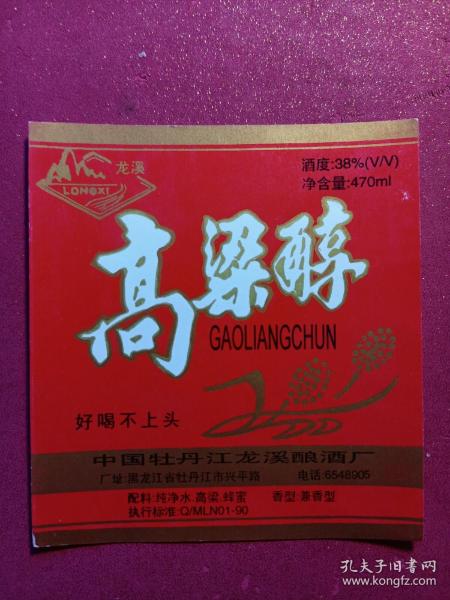 龙溪
LONGXI
酒度:38%(V/V)
净含量:470ml
高粱醇
GAOLIANGCHUN
好喝不上头
中国牡丹江龙溪酿酒厂
厂址:黑龙江省牡丹江市兴平路 电话:6548905
配料:纯净水.高粱.蜂蜜 香型:兼香型
执行标准:Q/MLN01-90
孔夫子旧书网
www.kongfz.com